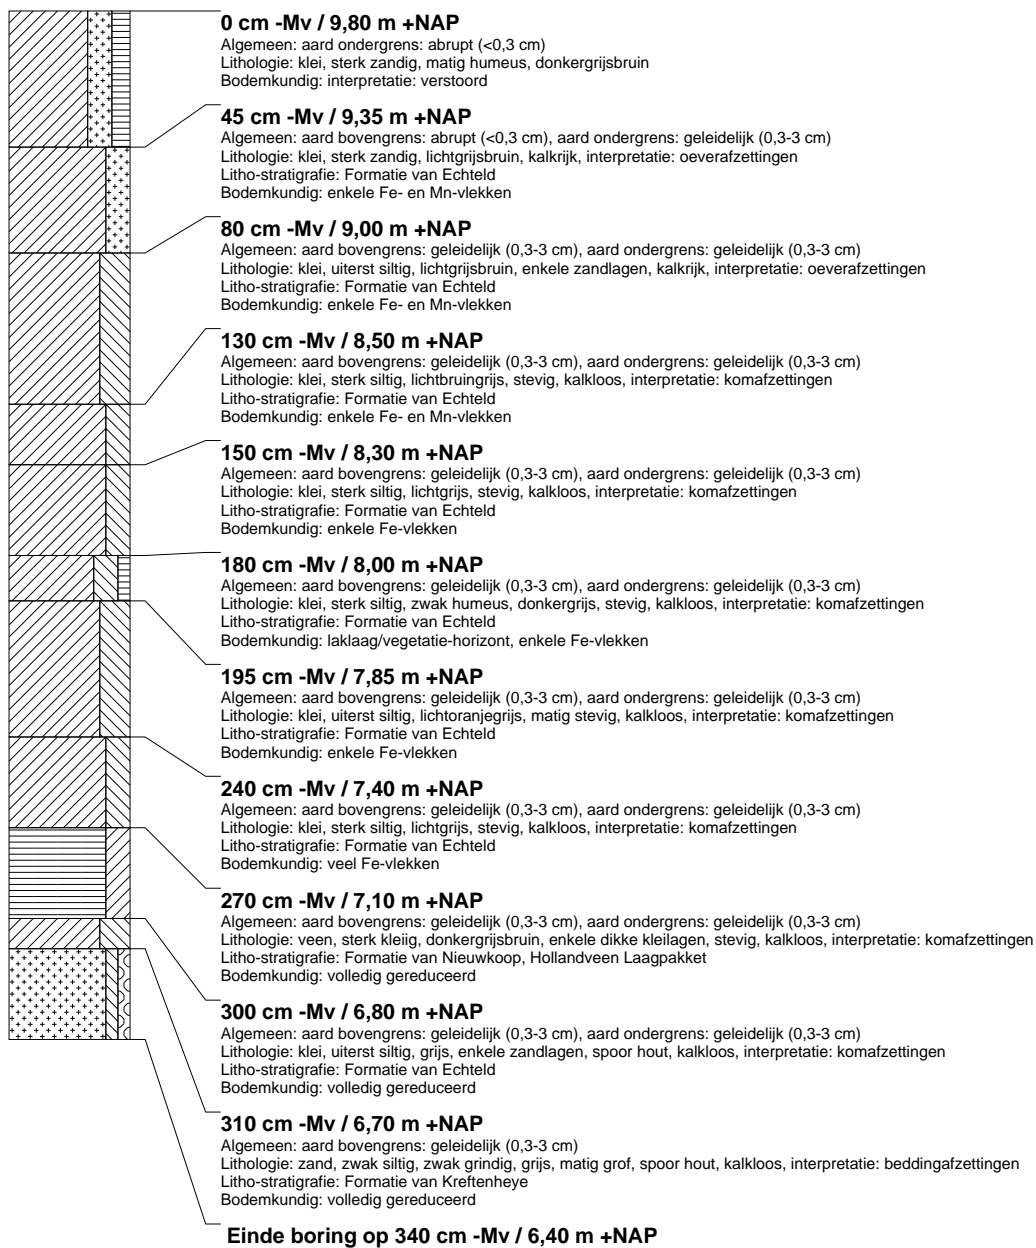 0 cm -Mv / 9,80 m +NAP
Algemeen: aard ondergrens: abrupt (<0,3 cm)
Lithologie: klei, sterk zandig, matig humeus, donkergrijsbruin
Bodemkundig: interpretatie: verstoord
45 cm -Mv / 9,35 m +NAP
Algemeen: aard bovengrens: abrupt (<0,3 cm), aard ondergrens: geleidelijk (0,3-3 cm)
Lithologie: klei, sterk zandig, lichtgrijsbruin, kalkrijk, interpretatie: oeverafzettingen
Litho-stratigrafie: Formatie van Echteld
Bodemkundig: enkele Fe- en Mn-vlekken
80 cm -Mv / 9,00 m +NAP
Algemeen: aard bovengrens: geleidelijk (0,3-3 cm), aard ondergrens: geleidelijk (0,3-3 cm)
Lithologie: klei, uiterst siltig, lichtgrijsbruin, enkele zandlagen, kalkrijk, interpretatie: oeverafzettingen
Litho-stratigrafie: Formatie van Echteld
Bodemkundig: enkele Fe- en Mn-vlekken
130 cm -Mv / 8,50 m +NAP
Algemeen: aard bovengrens: geleidelijk (0,3-3 cm), aard ondergrens: geleidelijk (0,3-3 cm)
Lithologie: klei, sterk siltig, lichtbruingrijs, stevig, kalkloos, interpretatie: komafzettingen
Litho-stratigrafie: Formatie van Echteld
Bodemkundig: enkele Fe- en Mn-vlekken
150 cm -Mv / 8,30 m +NAP
Algemeen: aard bovengrens: geleidelijk (0,3-3 cm), aard ondergrens: geleidelijk (0,3-3 cm)
Lithologie: klei, sterk siltig, lichtgrijs, stevig, kalkloos, interpretatie: komafzettingen
Litho-stratigrafie: Formatie van Echteld
Bodemkundig: enkele Fe-vlekken
180 cm -Mv / 8,00 m +NAP
Algemeen: aard bovengrens: geleidelijk (0,3-3 cm), aard ondergrens: geleidelijk (0,3-3 cm)
Lithologie: klei, sterk siltig, zwak humeus, donkergrijs, stevig, kalkloos, interpretatie: komafzettingen
Litho-stratigrafie: Formatie van Echteld
Bodemkundig: laklaag/vegetatie-horizont, enkele Fe-vlekken
195 cm -Mv / 7,85 m +NAP
Algemeen: aard bovengrens: geleidelijk (0,3-3 cm), aard ondergrens: geleidelijk (0,3-3 cm)
Lithologie: klei, uiterst siltig, lichtoranjegrijs, matig stevig, kalkloos, interpretatie: komafzettingen
Litho-stratigrafie: Formatie van Echteld
Bodemkundig: enkele Fe-vlekken
240 cm -Mv / 7,40 m +NAP
Algemeen: aard bovengrens: geleidelijk (0,3-3 cm), aard ondergrens: geleidelijk (0,3-3 cm)
Lithologie: klei, sterk siltig, lichtgrijs, stevig, kalkloos, interpretatie: komafzettingen
Litho-stratigrafie: Formatie van Echteld
Bodemkundig: veel Fe-vlekken
270 cm -Mv / 7,10 m +NAP
Algemeen: aard bovengrens: geleidelijk (0,3-3 cm), aard ondergrens: geleidelijk (0,3-3 cm)
Lithologie: veen, sterk kleiig, donkergrijsbruin, enkele dikke kleilagen, stevig, kalkloos, interpretatie: komafzettingen
Litho-stratigrafie: Formatie van Nieuwkoop, Hollandveen Laagpakket
Bodemkundig: volledig gereduceerd
300 cm -Mv / 6,80 m +NAP
Algemeen: aard bovengrens: geleidelijk (0,3-3 cm), aard ondergrens: geleidelijk (0,3-3 cm)
Lithologie: klei, uiterst siltig, grijs, enkele zandlagen, spoor hout, kalkloos, interpretatie: komafzettingen
Litho-stratigrafie: Formatie van Echteld
Bodemkundig: volledig gereduceerd
310 cm -Mv / 6,70 m +NAP
Algemeen: aard bovengrens: geleidelijk (0,3-3 cm)
Lithologie: zand, zwak siltig, zwak grindig, grijs, matig grof, spoor hout, kalkloos, interpretatie: beddingafzettingen
Litho-stratigrafie: Formatie van Kreftenheye
Bodemkundig: volledig gereduceerd
Einde boring op 340 cm -Mv / 6,40 m +NAP